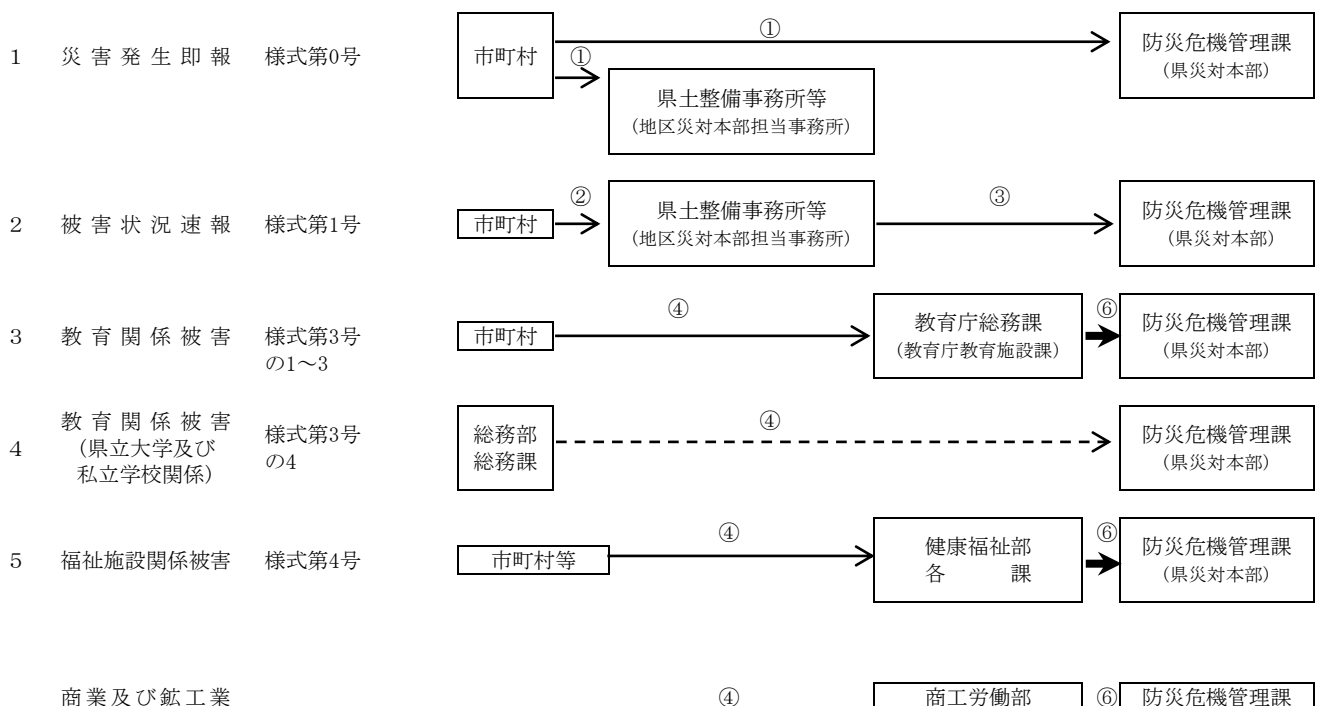 ①
1 災害発生即報 様式第0号 市町村 ① 防災危機管理課
(県災対本部)
県土整備事務所等
(地区災対本部担当事務所)
② ③
2 被害状況速報 様式第1号 市町村 県土整備事務所等 防災危機管理課
(地区災対本部担当事務所) (県災対本部)
④ ⑥
3 教育関係被害 様式第3号 市町村 教育庁総務課 防災危機管理課
の1～3 (教育庁教育施設課) (県災対本部)
④
教育関係被害
4 (県立大学及び 様式第3号 総務部 防災危機管理課
私立学校関係) の4 総務課 (県災対本部)
④ ⑥
5 福祉施設関係被害 様式第4号 市町村等 健康福祉部 防災危機管理課
各課 (県災対本部)
商業及び鉱工業 ④ 商工労働部 ⑥ 防災危機管理課